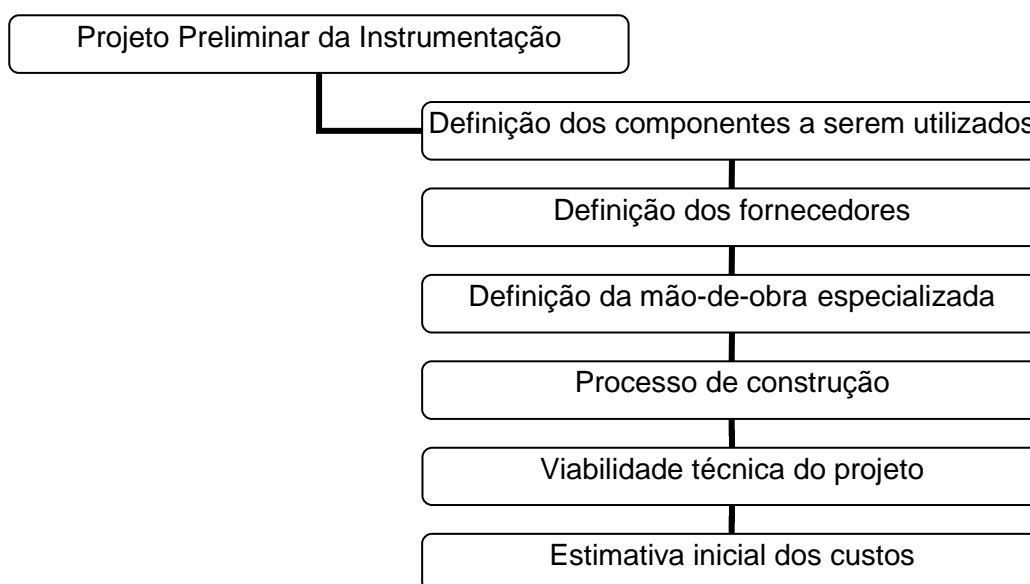 Projeto Preliminar da Instrumentação
Definição dos componentes a serem utilizados
Definição dos fornecedores
Definição da mão-de-obra especializada
Processo de construção
Viabilidade técnica do projeto
Estimativa inicial dos custos